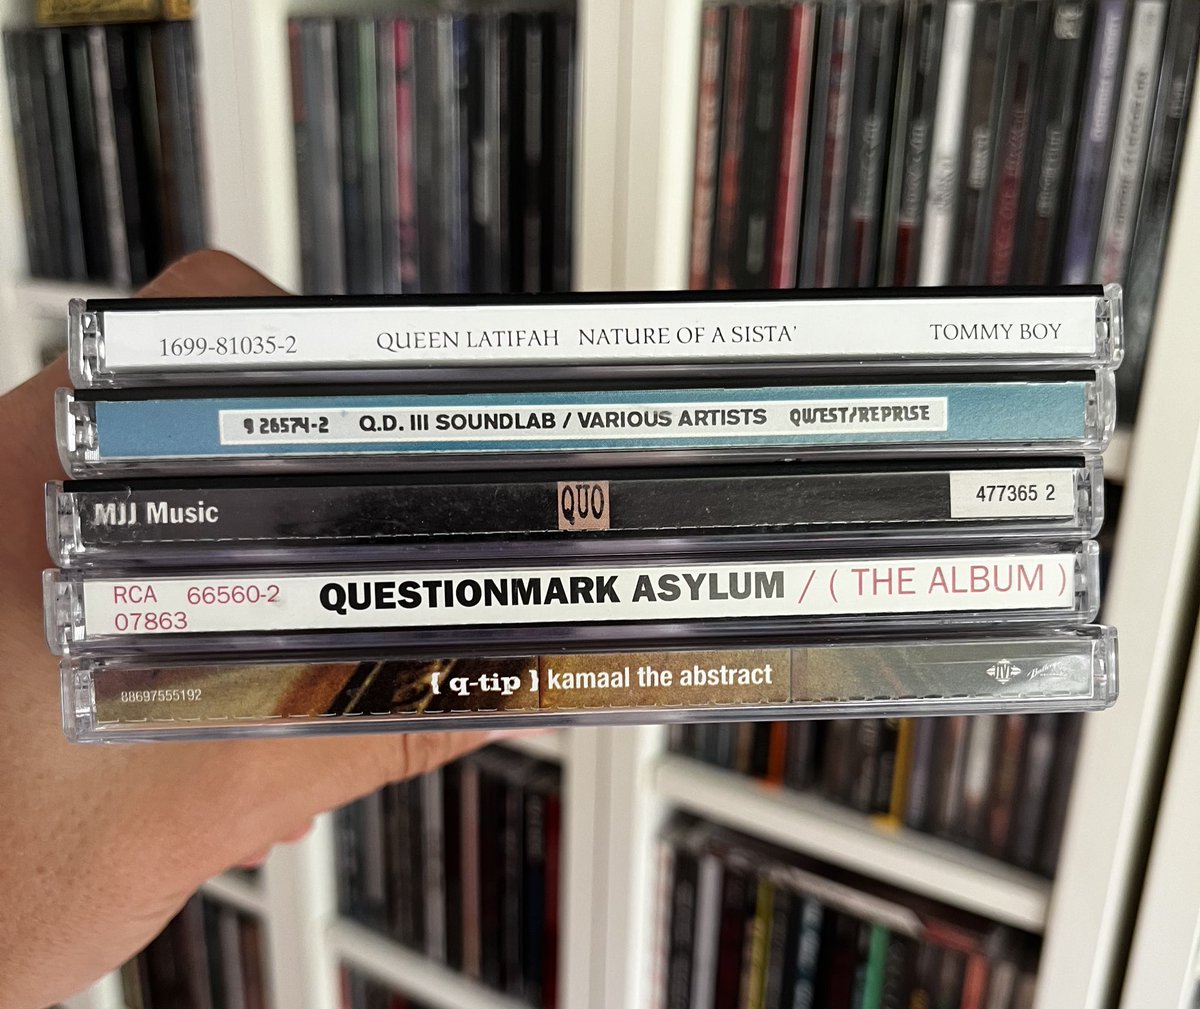 1699-81035-2 QUEEN LATIFAH NATURE OF A SISTA' TOMMY BOY
9 26574-2 Q.D. III SOUNDLAB / VARIOUS ARTISTS QWEST/REPRISE
MJJ Music QUO 477365 2
RCA 66560-2 QUESTIONMARK ASYLUM / ( THE ALBUM )
07863
88697555192 { q-tip } kamaal the abstract